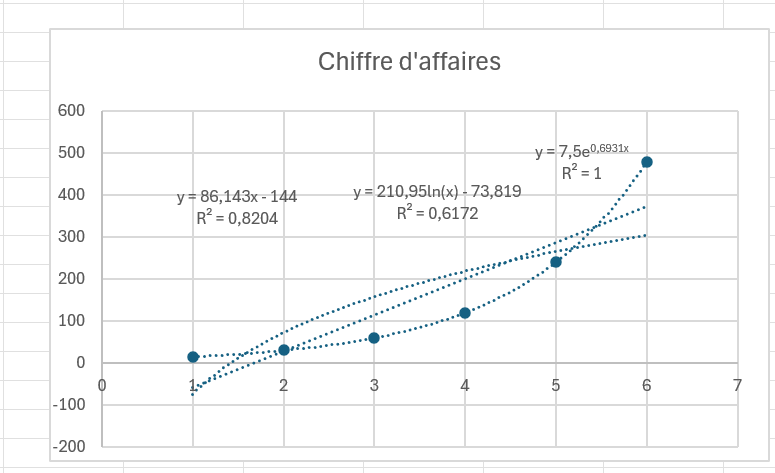 Chiffre d'affaires
600
500
400
300
200
100
0
-100
-200
0
1
2
3
4
5
6
7
y = 86,143x - 144
R² = 0,8204
y = 210,95ln(x) - 73,819
R² = 0,6172
y = 7,5e^0,6931x
R² = 1